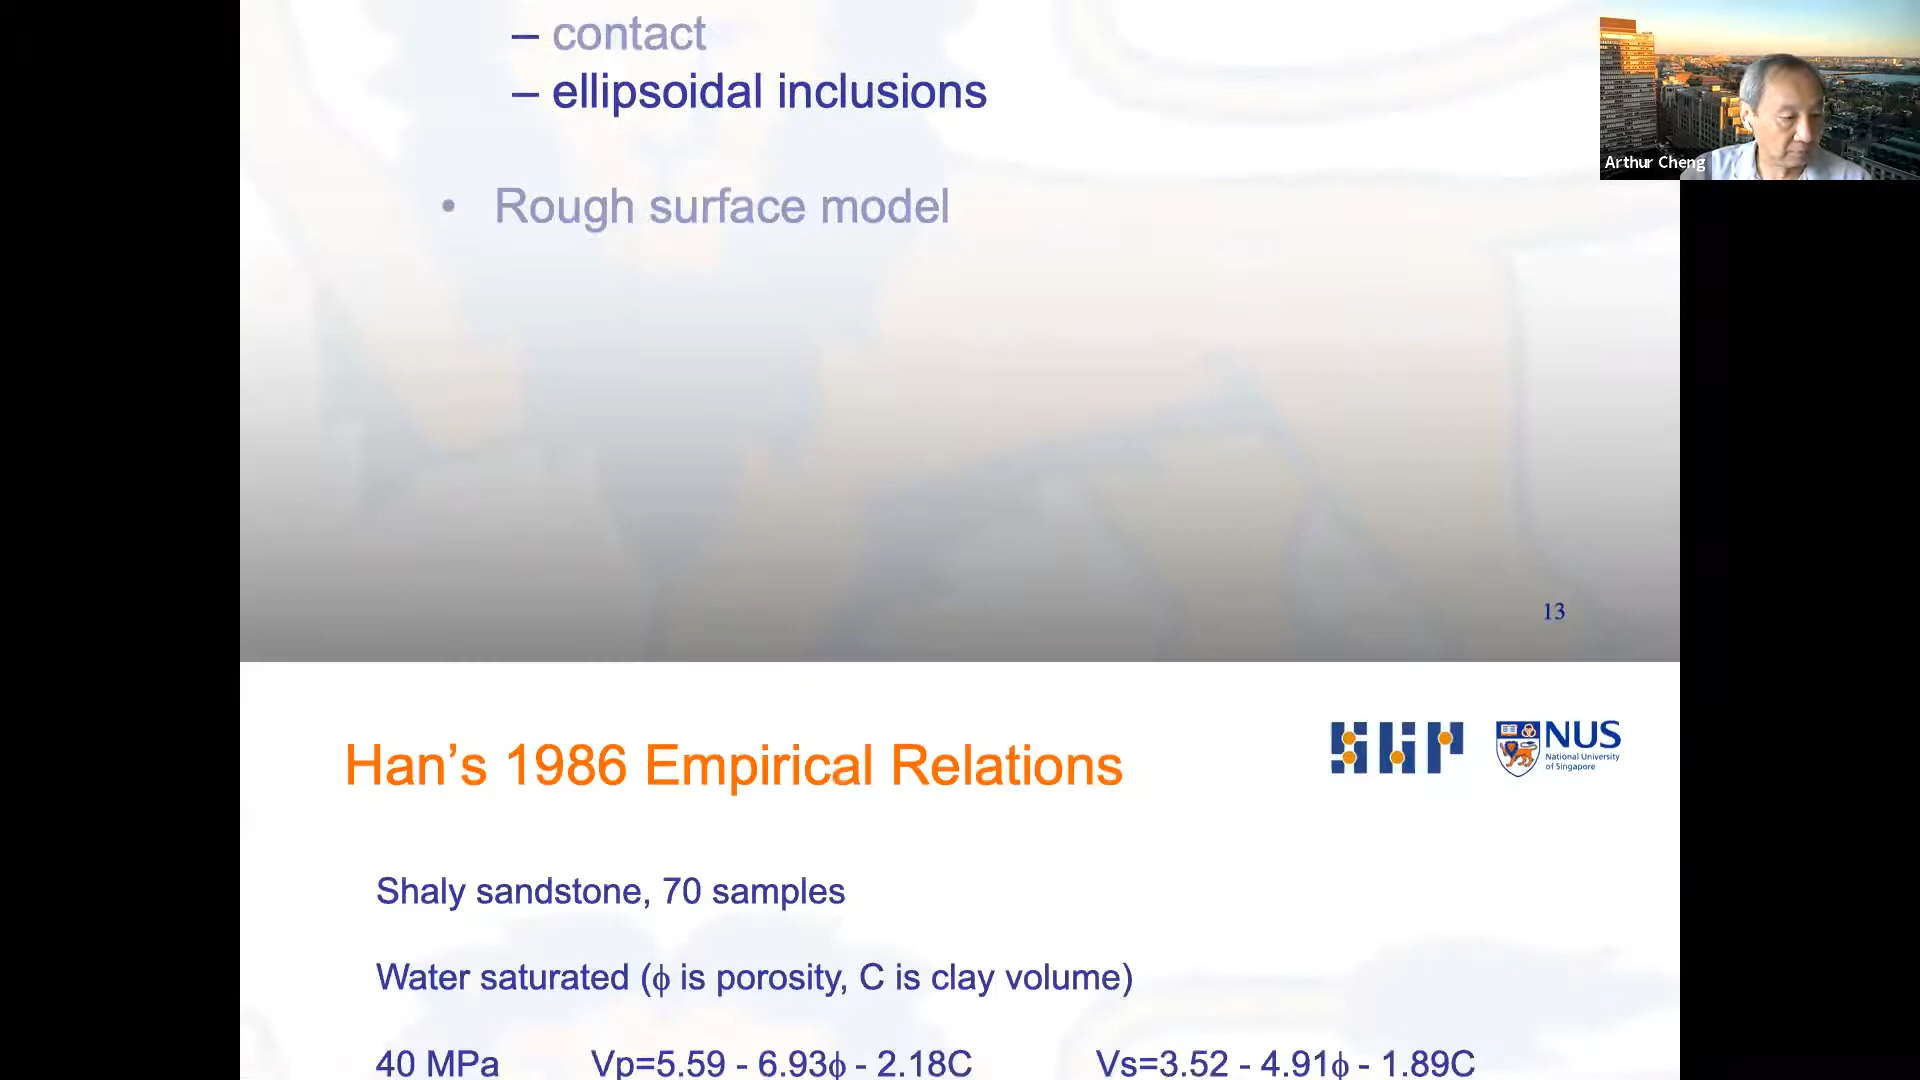 – contact
– ellipsoidal inclusions
• Rough surface model
Arthur Cheng
13
Han’s 1986 Empirical Relations
SHP
NUS
National University
of Singapore
Shaly sandstone, 70 samples
Water saturated (ϕ is porosity, C is clay volume)
40 MPa Vp=5.59 - 6.93ϕ - 2.18C Vs=3.52 - 4.91ϕ - 1.89C